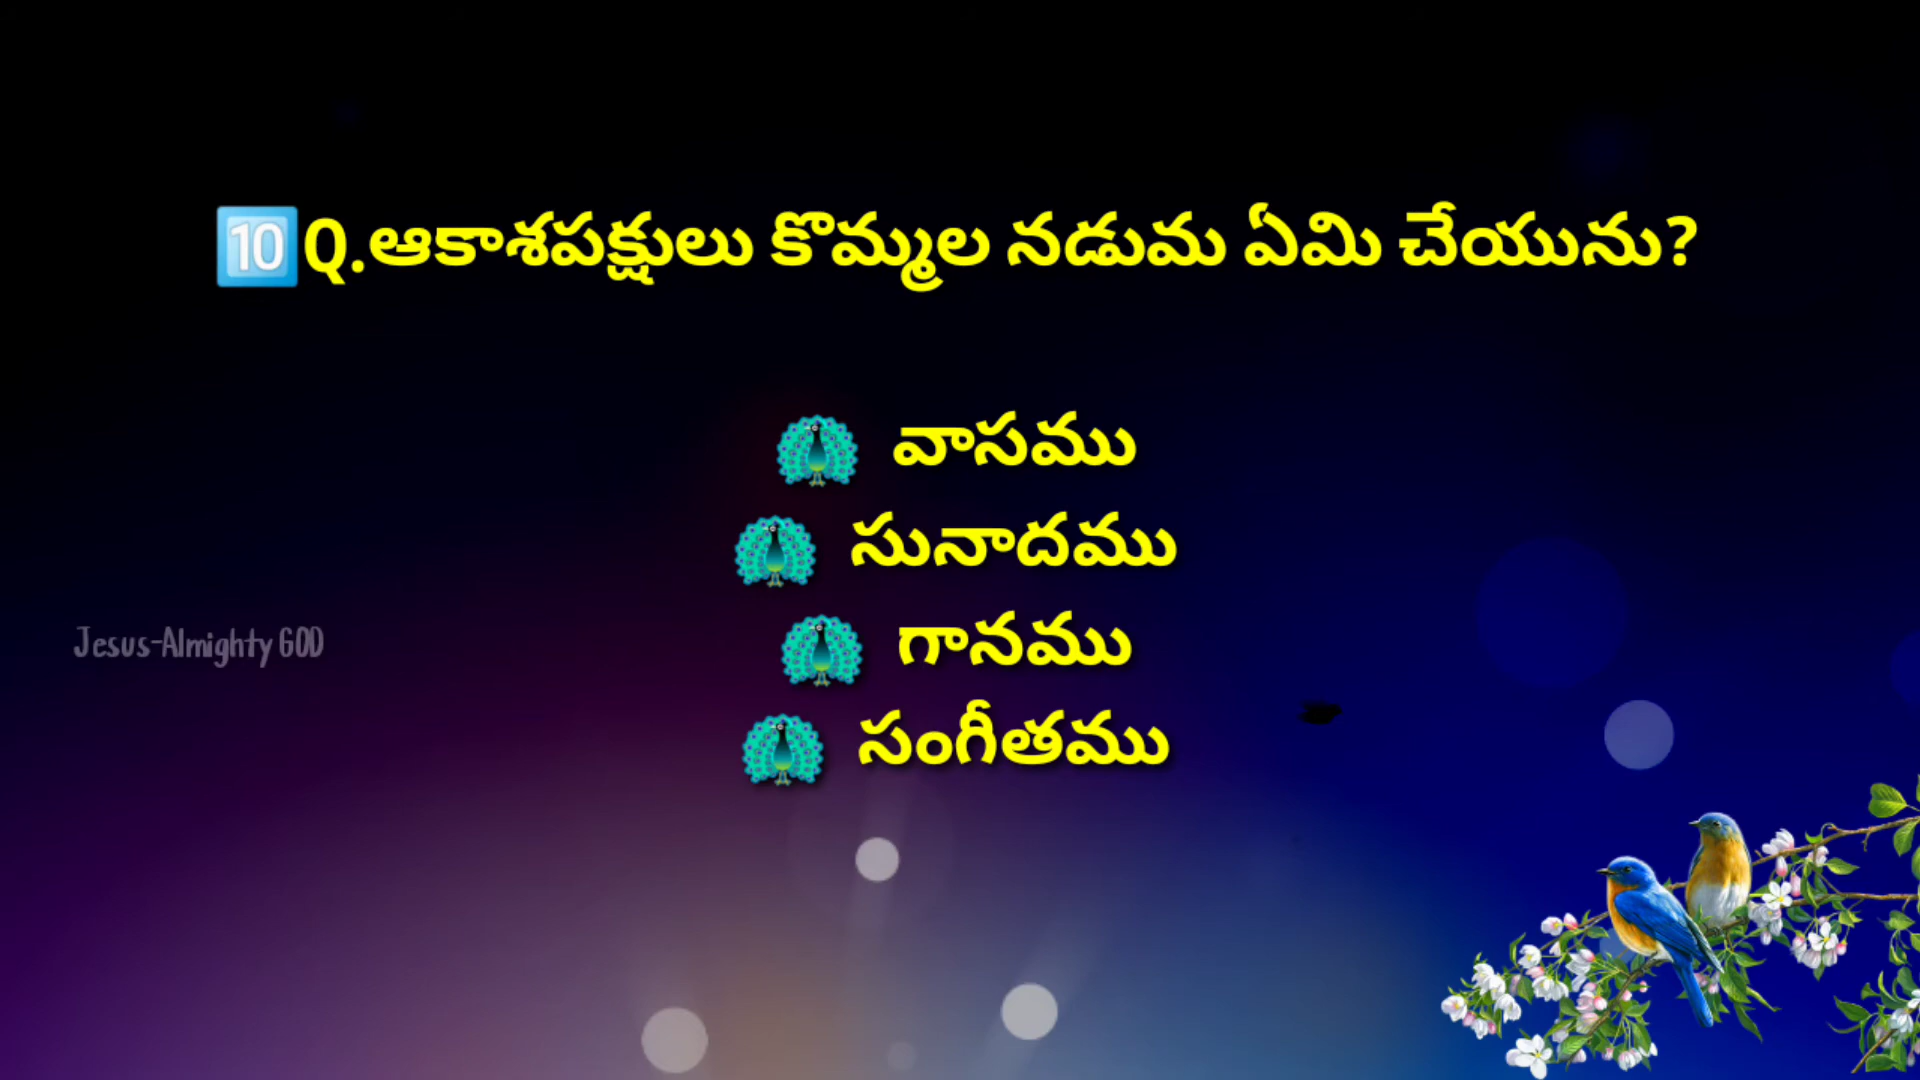 🔟Q.ఆకాశపక్షులు కొమ్మల నడుమ ఏమి చేయును?
🦚 వాసము
🦚 సునాదము
🦚 గానము
🦚 సంగీతము
Jesus-Almighty GOD